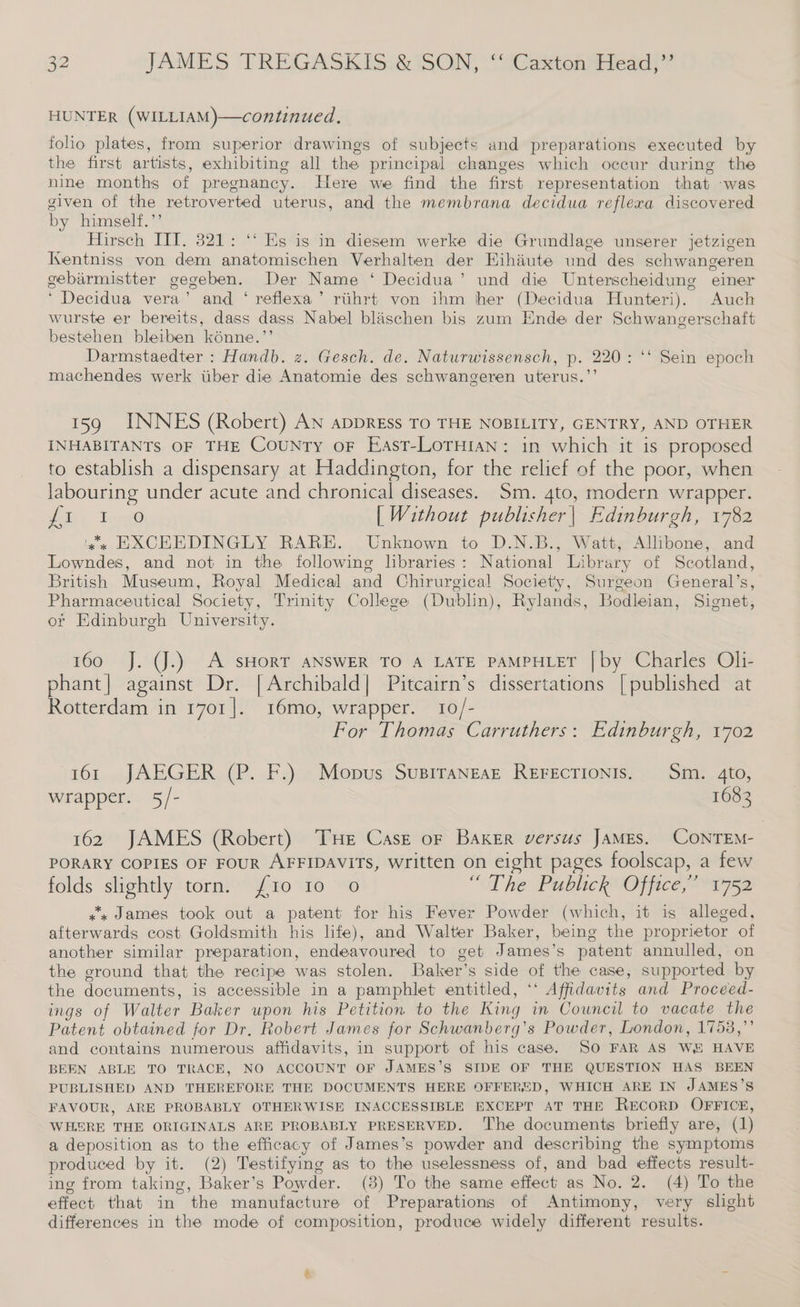 32 JAMES TREGASKIS & SON, “ Caxton Head,”
HUNTER (WILLIAM)—continued.
folio plates, from superior drawings of subjects and preparations executed by
the first artists, exhibiting all the principal changes which occur during the
nine months of pregnancy. Here we find the first representation that was
given of the retroverted uterus, and the membrana decidua reflexa discovered
by himself.”
Hirsch III. 321: “ Es is in diesem werke die Grundlage unserer jetzigen
Kentniss von dem anatomischen Verhalten der Eihäute und des schwangeren
gebärmistter gegeben. Der Name ‘ Decidua ’ und die Unterscheidung einer
‘ Decidua vera ’ and ‘ reflexa ’ rührt von ihm her (Decidua Hunteri). Auch
wurste er bereits, dass dass Nabel bläschen bis zum Ende der Schwangerschaft
bestehen bleiben könne.”
Darmstaedter : Handb. z. Gesch. de. Naturwissensch, p. 220 : “ Sein epoch
machendes werk über die Anatomie des schwangeren uterus.”
159 INNES (Robert) AN ADDRESS TO THE NOBILITY, GENTRY, AND OTHER
INHABITANTS OF THE COUNTY OF EAST-LOTHIAN : in which it is proposed
to establish a dispensary at Haddington, for the relief of the poor, when
labouring under acute and chronical diseases. Sm. 4to, modern wrapper.
£1 1 0 [Without publisher] Edinburgh, 1782
⁂ EXCEEDINGLY RARE. Unknown to D.N.B., Watt, Allibone, and
Lowndes, and not in the following libraries : National Library of Scotland,
British Museum, Royal Medical and Chirurgical Society, Surgeon General’s,
Pharmaceutical Society, Trinity College (Dublin), Rylands, Bodleian, Signet,
or Edinburgh University.
160 J. (J.) A SHORT ANSWER TO A LATE PAMPHLET [by Charles Oli-
phant] against Dr. [Archibald] Pitcairn’s dissertations [published at
Rotterdam in 1701]. 16mo, wrapper. 10/-
For Thomas Carruthers : Edinburgh, 1702
161 JAEGER (P. F.) MODUS SUBITANEAE REFECTIONIS. Sm. 4to,
wrapper. 5/- 1683
162 JAMES (Robert) THE CASE OF BAKER versus JAMES. CONTEM-
PORARY COPIES OF FOUR AFFIDAVITS, written on eight pages foolscap, a few
folds slightly torn. £10 10 0 “ The Publick Office,” 1752
⁂ James took out a patent for his Fever Powder (which, it is alleged,
afterwards cost Goldsmith his life), and Walter Baker, being the proprietor of
another similar preparation, endeavoured to get James’s patent annulled, on
the ground that the recipe was stolen. Baker’s side of the case, supported by
the documents, is accessible in a pamphlet entitled, “ Affidavits and Proceed-
ings of Walter Baker upon his Petition to the King in Council to vacate the
Patent obtained for Dr. Robert James for Schwanberg’s Powder, London, 1753,”
and contains numerous affidavits, in support of his case. SO FAR AS WE HAVE
BEEN ABLE TO TRACE, NO ACCOUNT OF JAMES’S SIDE OF THE QUESTION HAS BEEN
PUBLISHED AND THEREFORE THE DOCUMENTS HERE OFFERED, WHICH ARE IN JAMES’S
FAVOUR, ARE PROBABLY OTHERWISE INACCESSIBLE EXCEPT AT THE RECORD OFFICE,
WHERE THE ORIGINALS ARE PROBABLY PRESERVED. The documents briefly are, (1)
a deposition as to the efficacy of James’s powder and describing the symptoms
produced by it. (2) Testifying as to the uselessness of, and bad effects result-
ing from taking, Baker’s Powder. (3) To the same effect as No. 2. (4) To the
effect that in the manufacture of Preparations of Antimony, very slight
differences in the mode of composition, produce widely different results.